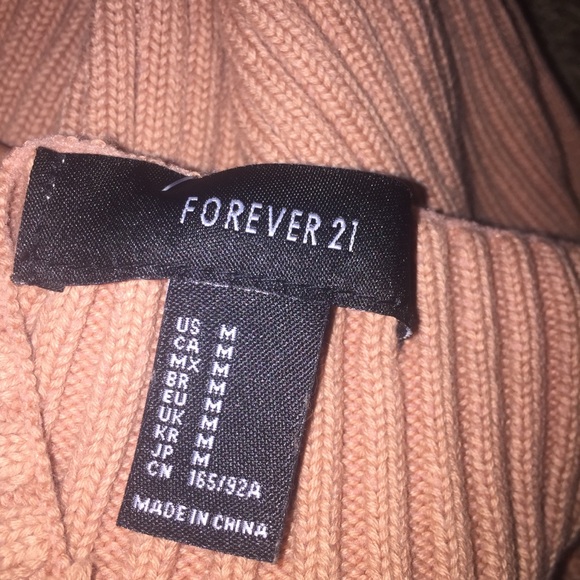 FOREVER 21
US M
CA M
MX M
BR M
EU M
UK M
KR M
JP M
CN 165/92A
MADE IN CHINA